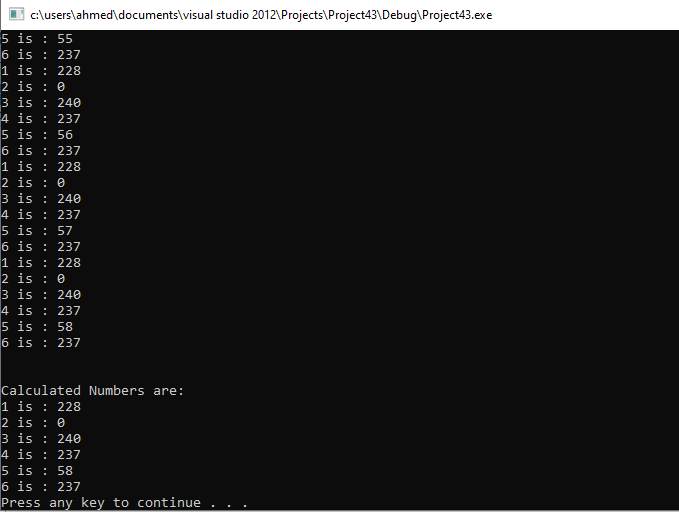 c:\users\ahmed\documents\visual studio 2012\Projects\Project43\Debug\Project43.exe
5 is : 55
6 is : 237
1 is : 228
2 is : 0
3 is : 240
4 is : 237
5 is : 56
6 is : 237
1 is : 228
2 is : 0
3 is : 240
4 is : 237
5 is : 57
6 is : 237
1 is : 228
2 is : 0
3 is : 240
4 is : 237
5 is : 58
6 is : 237
Calculated Numbers are:
1 is : 228
2 is : 0
3 is : 240
4 is : 237
5 is : 58
6 is : 237
Press any key to continue . . .